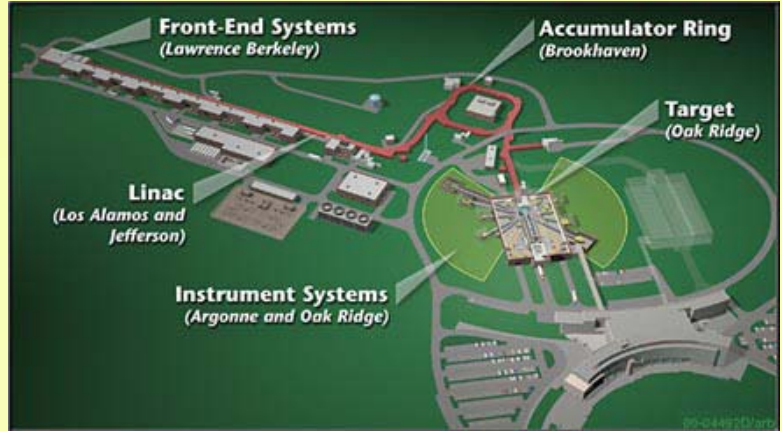 Front-End Systems
(Lawrence Berkeley)
Accumulator Ring
(Brookhaven)
Target
(Oak Ridge)
Linac
(Los Alamos and
Jefferson)
Instrument Systems
(Argonne and Oak Ridge)